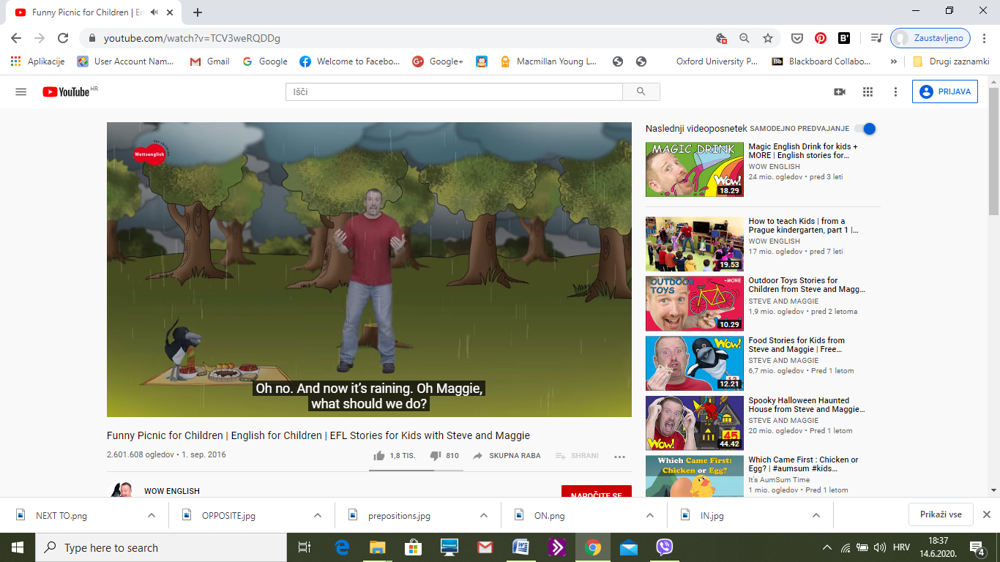 Funny Picnic for Children | En
youtube.com/watch?v=TCV3weRQDDg
Zaustavljeno
Aplikacije
User Account Nam...
Gmail
Google
Welcome to Facebo...
Google+
Macmillan Young L...
Oxford University P...
Bb
Blackboard Collabo...
»
Drugi zaznamki
YouTube HR
Išči
PRIJAVA
Wattsenglish
Oh no. And now it's raining. Oh Maggie,
what should we do?
Funny Picnic for Children | English for Children | EFL Stories for Kids with Steve and Maggie
2.601.608 ogledov • 1. sep. 2016
1,8 TIS.
810
SKUPNA RABA
SHRANI
WOW ENGLISH
NAROČITE SE
Naslednji videoposnetek
SAMODEJNO PREDVAJANJE
MAGIC DRINK
WOW!
18.29
Magic English Drink for kids +
MORE | English stories for...
WOW ENGLISH
24 mio. ogledov • pred 3 leti
19.53
How to teach Kids | from a
Prague kindergarten, part 1 |...
WOW ENGLISH
17 mio. ogledov • pred 7 leti
OUTDOOR
TOYS
+MORE
10.29
Outdoor Toys Stories for
Children from Steve and Magg...
STEVE AND MAGGIE
1,9 mio. ogledov • pred 2 letoma
WOW!
12.21
Food Stories for Kids from
Steve and Maggie | Free...
STEVE AND MAGGIE
6,7 mio. ogledov • Pred 1 letom
WOW!
45
44.42
Spooky Halloween Haunted
House from Steve and Maggie...
STEVE AND MAGGIE
20 mio. ogledov • Pred 1 letom
Which Came First:
Chicken or Egg?
Which Came First : Chicken or
Egg? | #aumsum #kids...
It's AumSum Time
1 mio. ogledov • Pred 1 letom
NEXT TO.png
OPPOSITE.jpg
prepositions.jpg
ON.png
IN.jpg
Prikaži vse
Type here to search
HRV
18:37
14.6.2020.
4